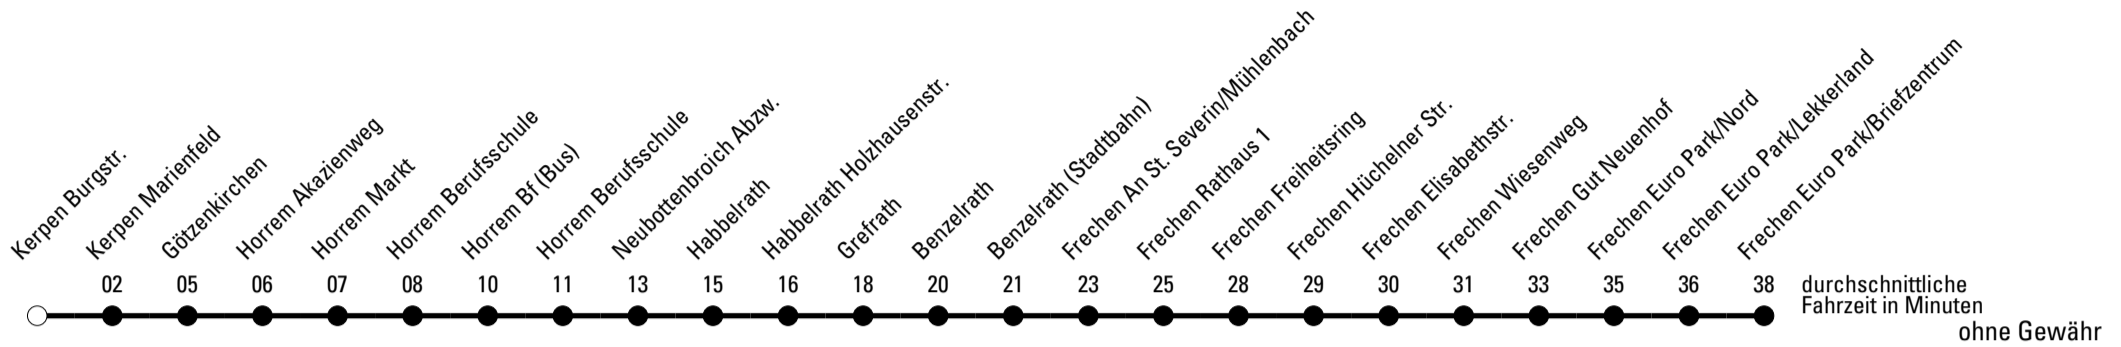 Kerpen Burgstr.
Kerpen Marienfeld
Götzenkirchen
Horrem Akazienweg
Horrem Markt
Horrem Berufsschule
Horrem Bf (Bus)
Horrem Berufsschule
Neubottenbroich Abzw.
Habbelrath
Habbelrath Holzhausenstr.
Grefrath
Benzelrath
Benzelrath (Stadtbahn)
Frechen An St. Severin/Mühlenbach
Frechen Rathaus 1
Frechen Freiheitsring
Frechen Hüchelner Str.
Frechen Elisabethstr.
Frechen Wiesenweg
Frechen Gut Neuenhof
Frechen Euro Park/Nord
Frechen Euro Park/Lekkerland
Frechen Euro Park/Briefzentrum
02 05 06 07 08 10 11 13 15 16 18 20 21 23 25 28 29 30 31 33 35 36 38
durchschnittliche
Fahrzeit in Minuten
ohne Gewähr